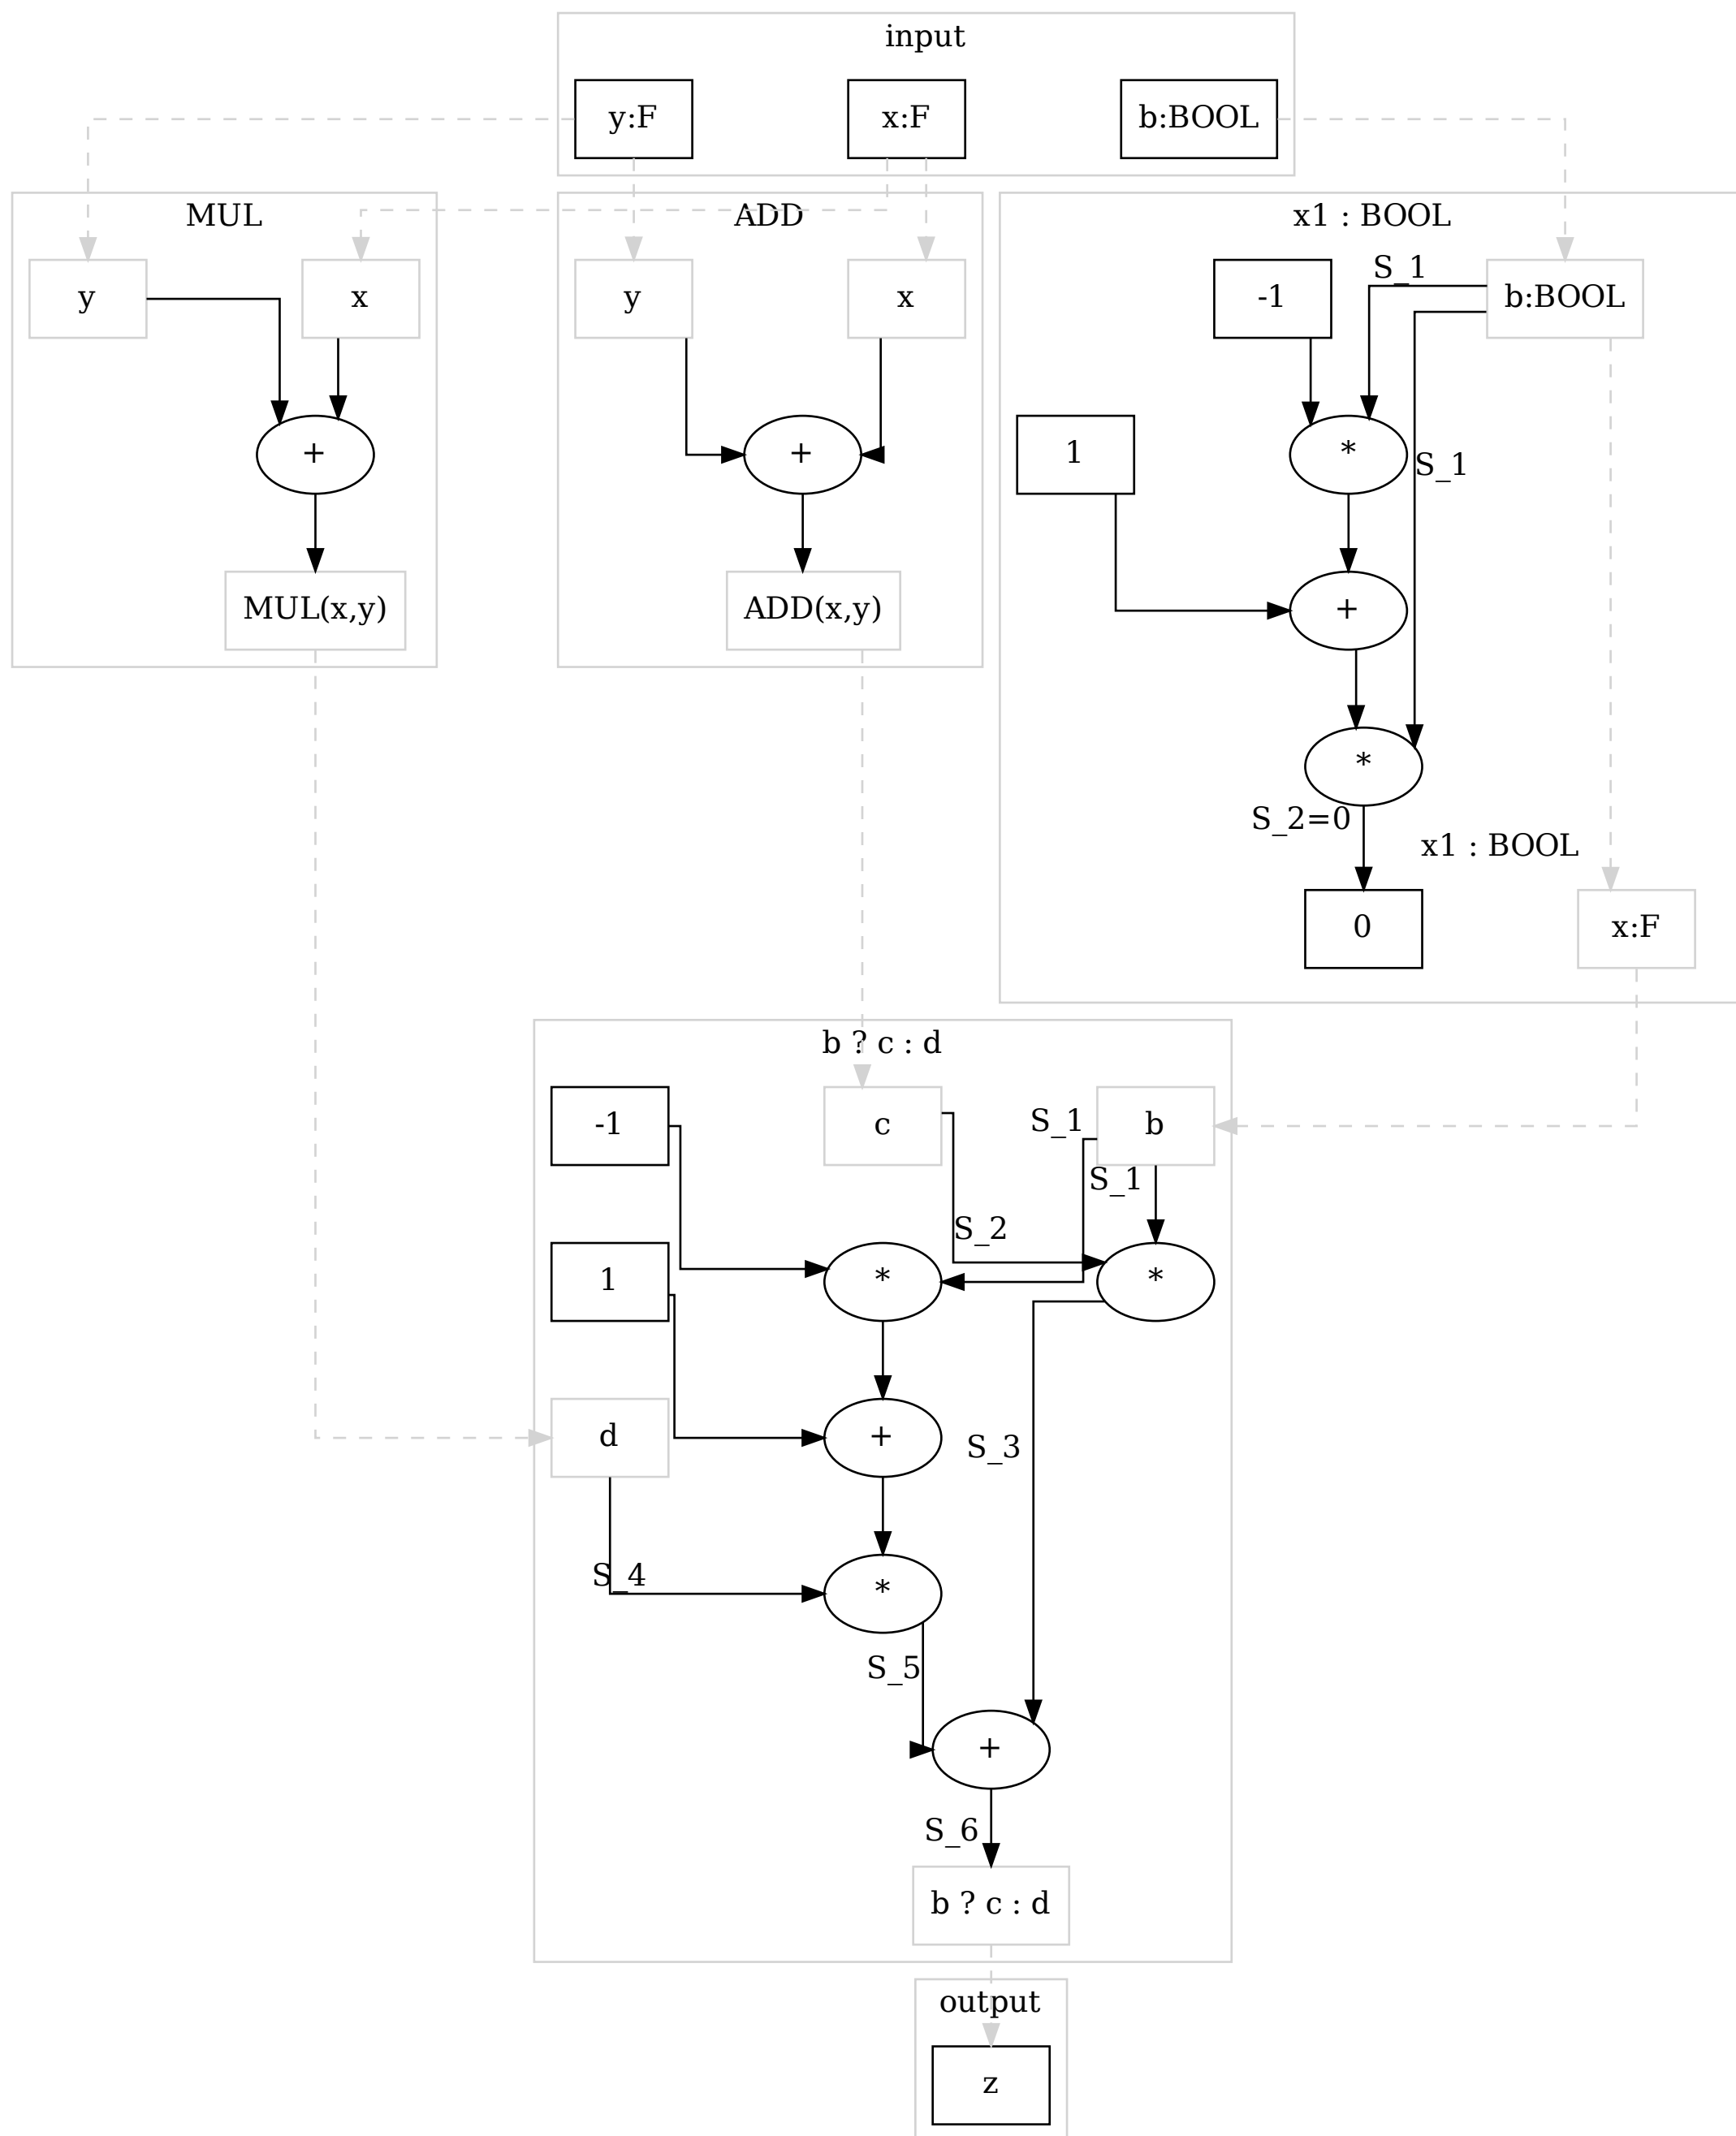 input
y:F
x:F
b:BOOL
MUL
y
x
+
MUL(x,y)
ADD
y
x
+
ADD(x,y)
x1 : BOOL
S_1
-1
b:BOOL
1
*
S_1
+
*
S_2=0
x1 : BOOL
0
x:F
b ? c : d
-1
c
S_1
b
S_1
S_2
1
*
*
d
+
S_3
S_4
*
S_5
+
S_6
b ? c : d
output
z